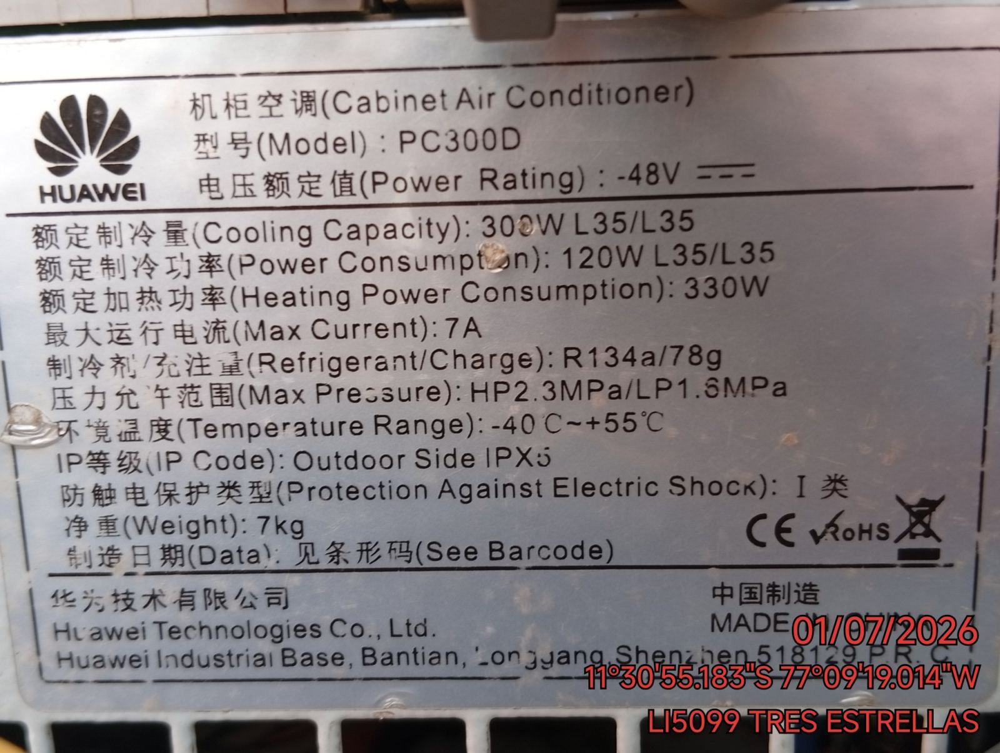 HUAWEI
机柜空调(Cabinet Air Conditioner)
型号(Model) : PC300D
电压额定值(Power Rating) : -48V
额定制冷量(Cooling Capacity): 300W L35/L35
额定制冷功率(Power Consumption): 120W L35/L35
额定加热功率(Heating Power Consumption): 330W
最大运行电流(Max Current): 7A
制冷剂/充注量(Refrigerant/Charge): R134a/78g
压力允许范围(Max Pressure): HP2.3MPa/LP1.6MPa
环境温度(Temperature Range): -40℃~+55℃
IP等级(IP Code): Outdoor Side IPX5
防触电保护类型(Protection Against Electric Shock): I 类
净重(Weight): 7kg
CE RoHS
制造日期(Data): 见条形码(See Barcode)
华为技术有限公司
中国制造
Huawei Technologies Co., Ltd.
MADE IN CHINA
Huawei Industrial Base, Bantian, Longgang,Shenzhen 518129 P.R. C
01/07/2026
11°30'55.183"S 77°09'19.014"W
LI5099 TRES ESTRELLAS